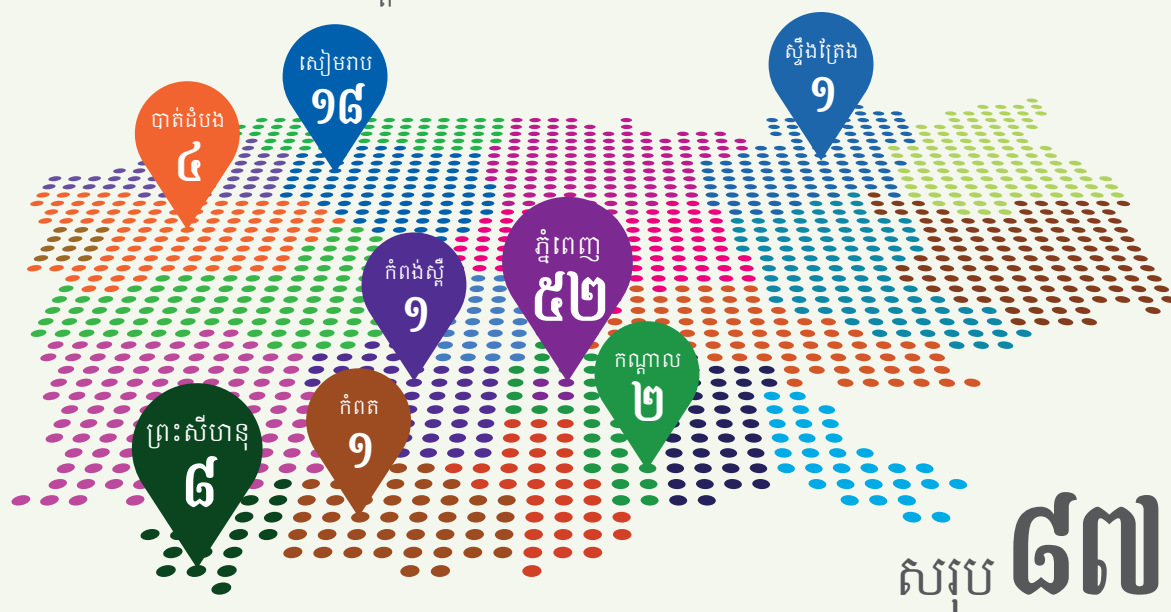 សៀមរាប
១៨
ស្ទឹងត្រែង
១
បាត់ដំបង
៤
ភ្នំពេញ
៥២
កំពង់ស្ពឺ
១
កណ្តាល
២
កំពត
១
ព្រះសីហនុ
៨
សរុប ៨៧